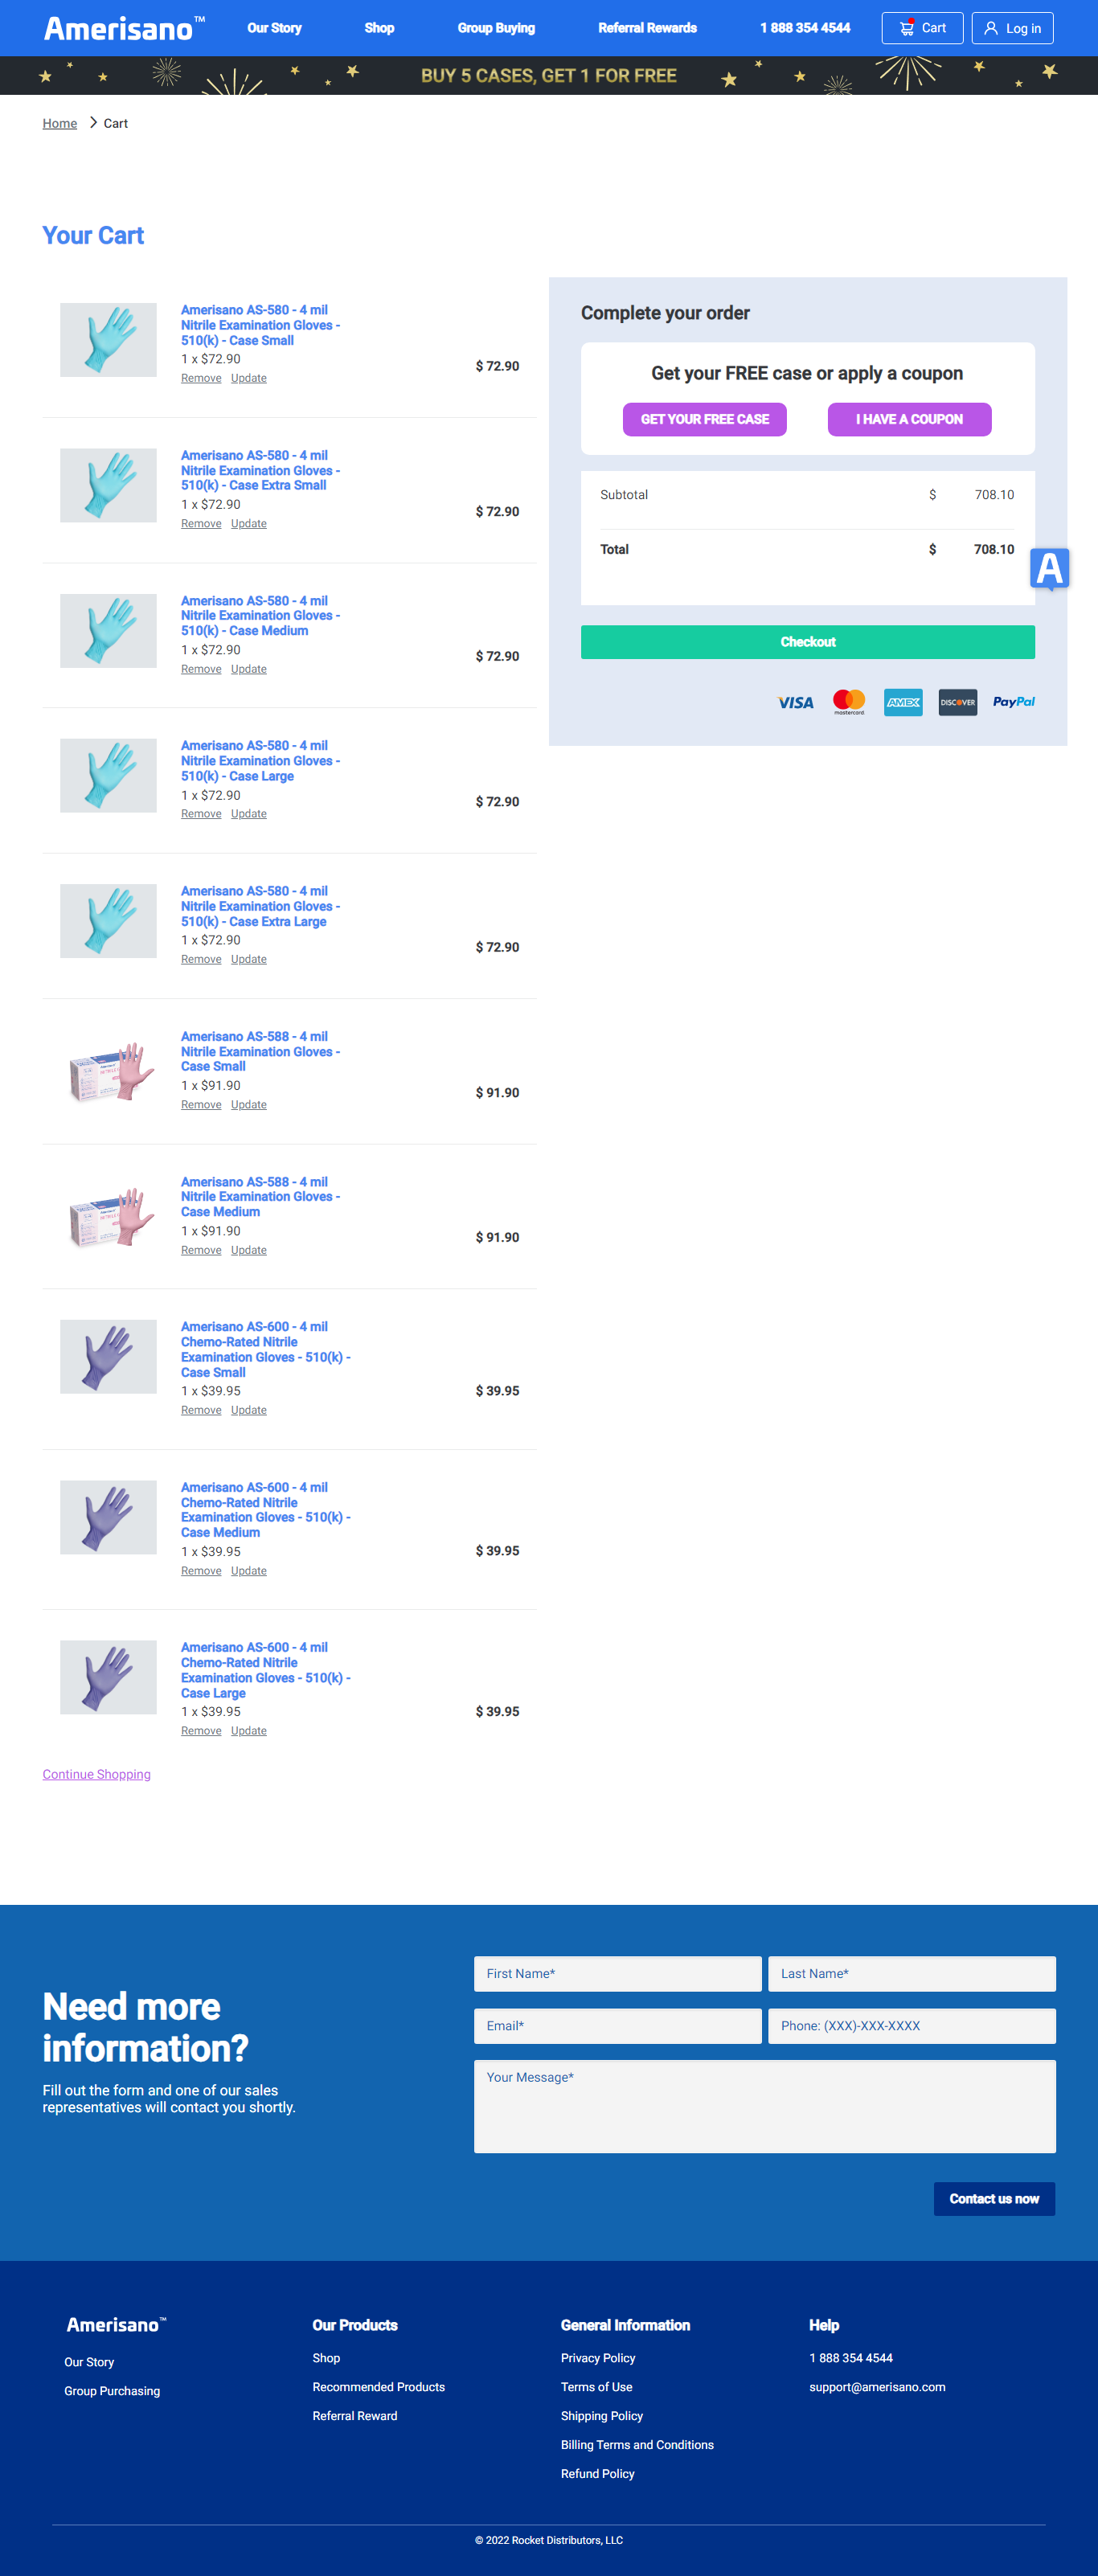 Amerisano™
Our Story
Shop
Group Buying
Referral Rewards
1 888 354 4544
Cart
Log in
BUY 5 CASES, GET 1 FOR FREE
Home > Cart
Your Cart
Amerisano AS-580 - 4 mil
Nitrile Examination Gloves -
510(k) - Case Small
1 x $72.90
Remove Update
$ 72.90
Amerisano AS-580 - 4 mil
Nitrile Examination Gloves -
510(k) - Case Extra Small
1 x $72.90
Remove Update
$ 72.90
Amerisano AS-580 - 4 mil
Nitrile Examination Gloves -
510(k) - Case Medium
1 x $72.90
Remove Update
$ 72.90
Amerisano AS-580 - 4 mil
Nitrile Examination Gloves -
510(k) - Case Large
1 x $72.90
Remove Update
$ 72.90
Amerisano AS-580 - 4 mil
Nitrile Examination Gloves -
510(k) - Case Extra Large
1 x $72.90
Remove Update
$ 72.90
Amerisano AS-588 - 4 mil
Nitrile Examination Gloves -
Case Small
1 x $91.90
Remove Update
$ 91.90
Amerisano AS-588 - 4 mil
Nitrile Examination Gloves -
Case Medium
1 x $91.90
Remove Update
$ 91.90
Amerisano AS-600 - 4 mil
Chemo-Rated Nitrile
Examination Gloves - 510(k) -
Case Small
1 x $39.95
Remove Update
$ 39.95
Amerisano AS-600 - 4 mil
Chemo-Rated Nitrile
Examination Gloves - 510(k) -
Case Medium
1 x $39.95
Remove Update
$ 39.95
Amerisano AS-600 - 4 mil
Chemo-Rated Nitrile
Examination Gloves - 510(k) -
Case Large
1 x $39.95
Remove Update
$ 39.95
Continue Shopping
Complete your order
Get your FREE case or apply a coupon
GET YOUR FREE CASE
I HAVE A COUPON
Subtotal $ 708.10
Total $ 708.10
A
Checkout
VISA
mastercard
AMEX
DISCOVER
PayPal
Need more
information?
Fill out the form and one of our sales
representatives will contact you shortly.
First Name*
Last Name*
Email*
Phone: (XXX)-XXX-XXXX
Your Message*
Contact us now
Amerisano™
Our Story
Group Purchasing
Our Products
Shop
Recommended Products
Referral Reward
General Information
Privacy Policy
Terms of Use
Shipping Policy
Billing Terms and Conditions
Refund Policy
Help
1 888 354 4544
support@amerisano.com
© 2022 Rocket Distributors, LLC